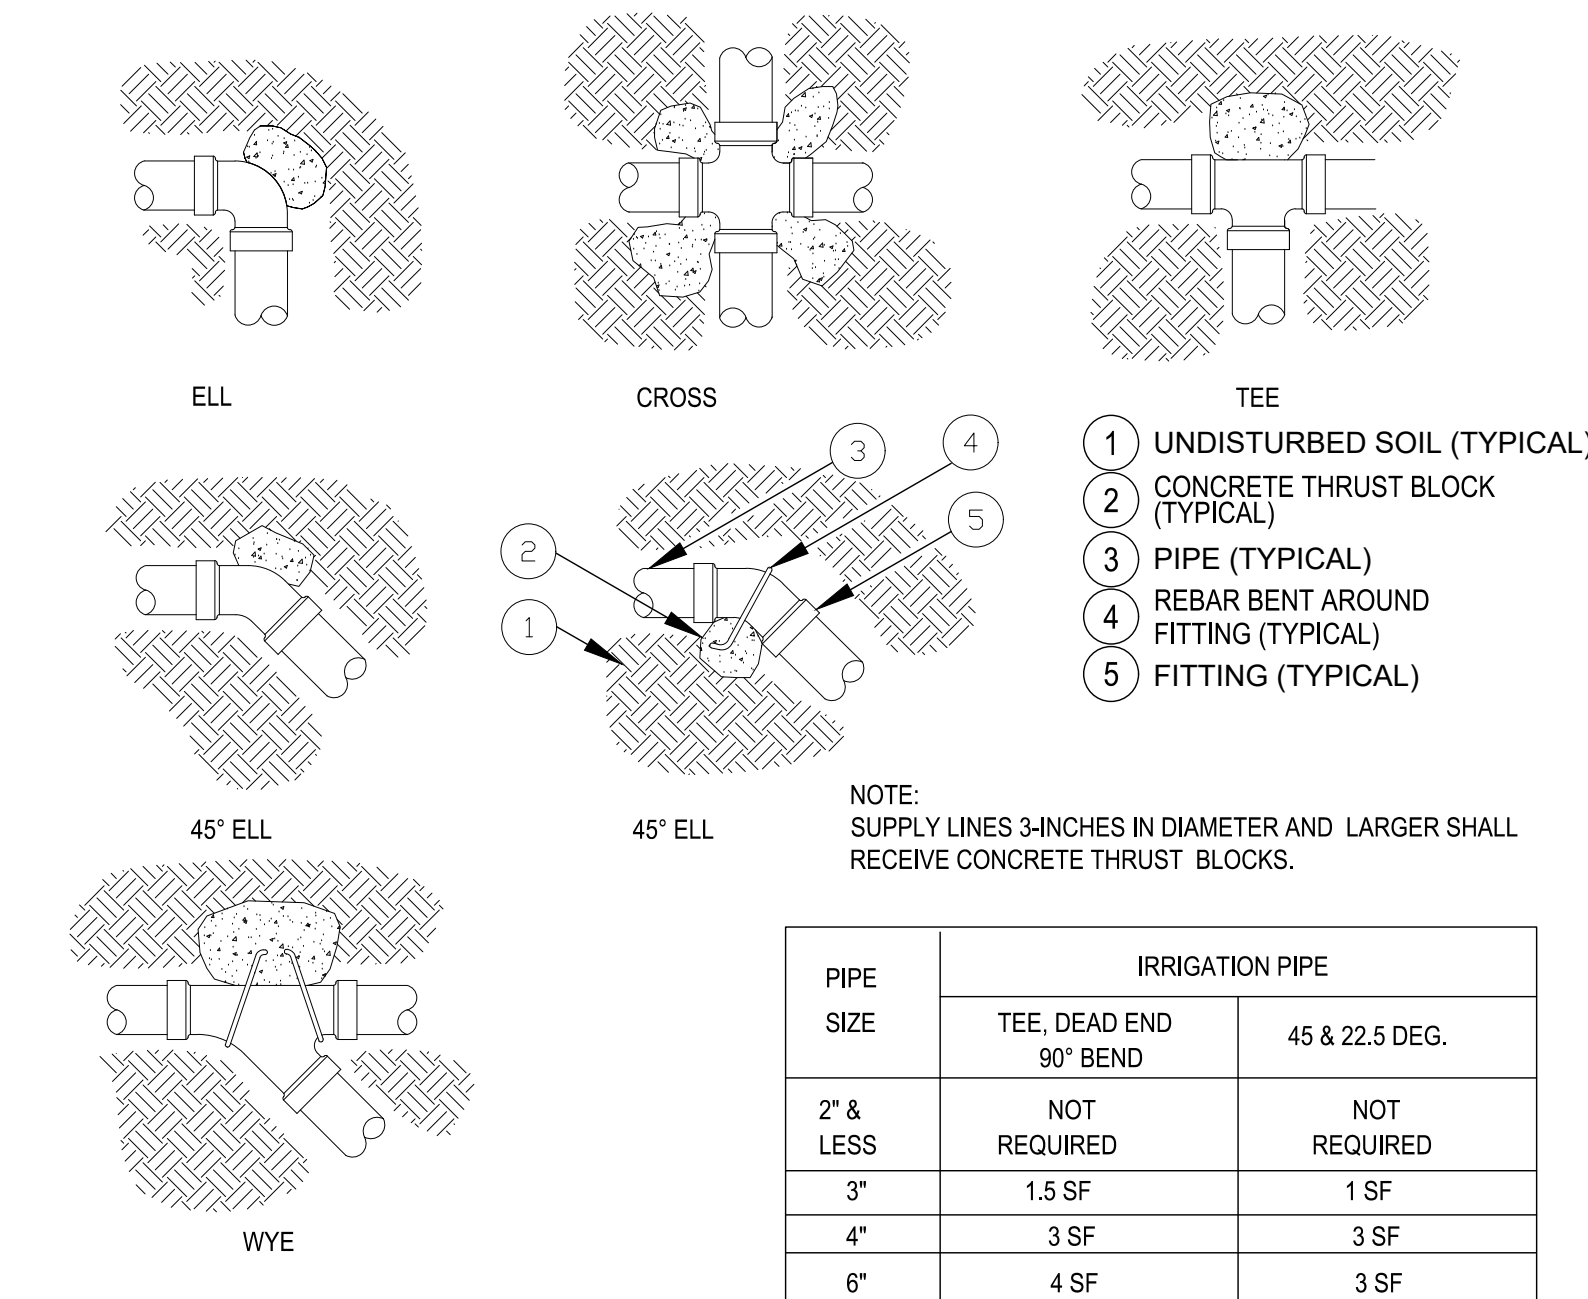 ELL
CROSS
TEE
1 UNDISTURBED SOIL (TYPICAL)
2 CONCRETE THRUST BLOCK
(TYPICAL)
3 PIPE (TYPICAL)
4 REBAR BENT AROUND
FITTING (TYPICAL)
5 FITTING (TYPICAL)
3
4
5
2
1
45° ELL
45° ELL
NOTE:
SUPPLY LINES 3-INCHES IN DIAMETER AND LARGER SHALL
RECEIVE CONCRETE THRUST BLOCKS.
WYE
PIPE
SIZE
IRRIGATION PIPE
TEE, DEAD END
90° BEND
45 & 22.5 DEG.
2" &
LESS
NOT
REQUIRED
NOT
REQUIRED
3" 1.5 SF 1 SF
4" 3 SF 3 SF
6" 4 SF 3 SF